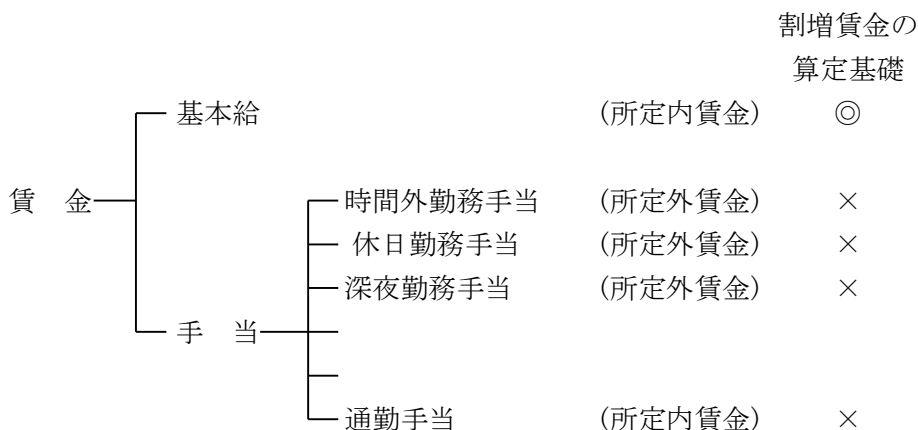 割増賃金の
算定基礎
基本給 (所定内賃金) ◎
賃　金
時間外勤務手当 (所定外賃金) ×
休日勤務手当 (所定外賃金) ×
深夜勤務手当 (所定外賃金) ×
手　当
通勤手当 (所定内賃金) ×